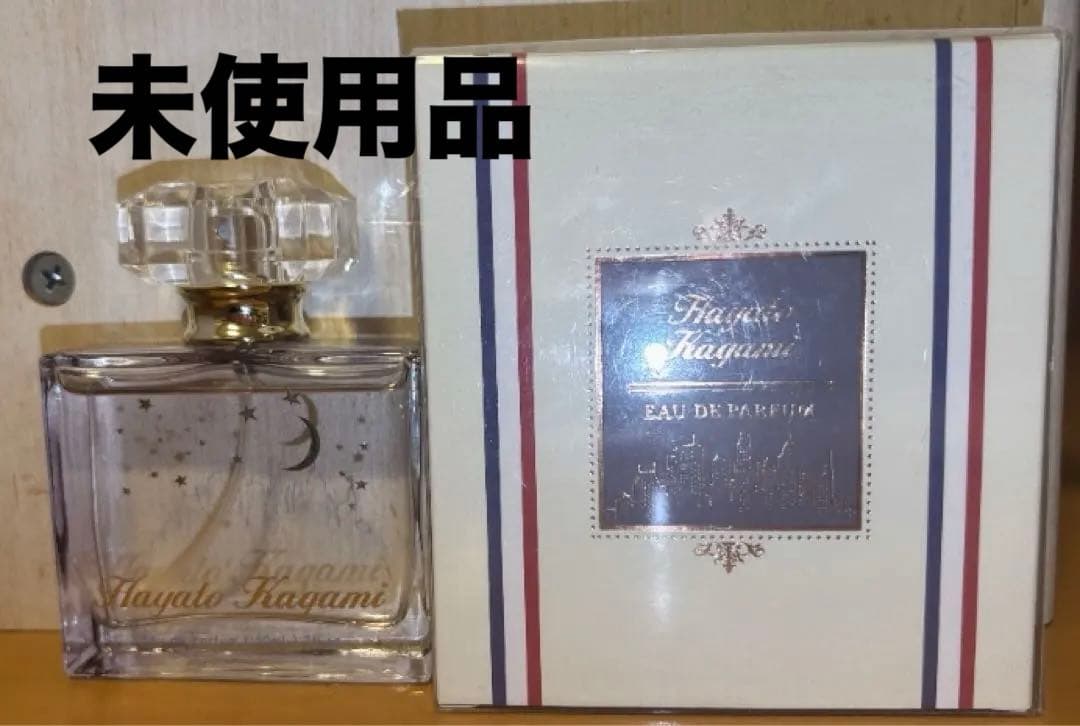 未使用品
Hayato
Kagami
EAU DE PARFUM
Hayato Kagami